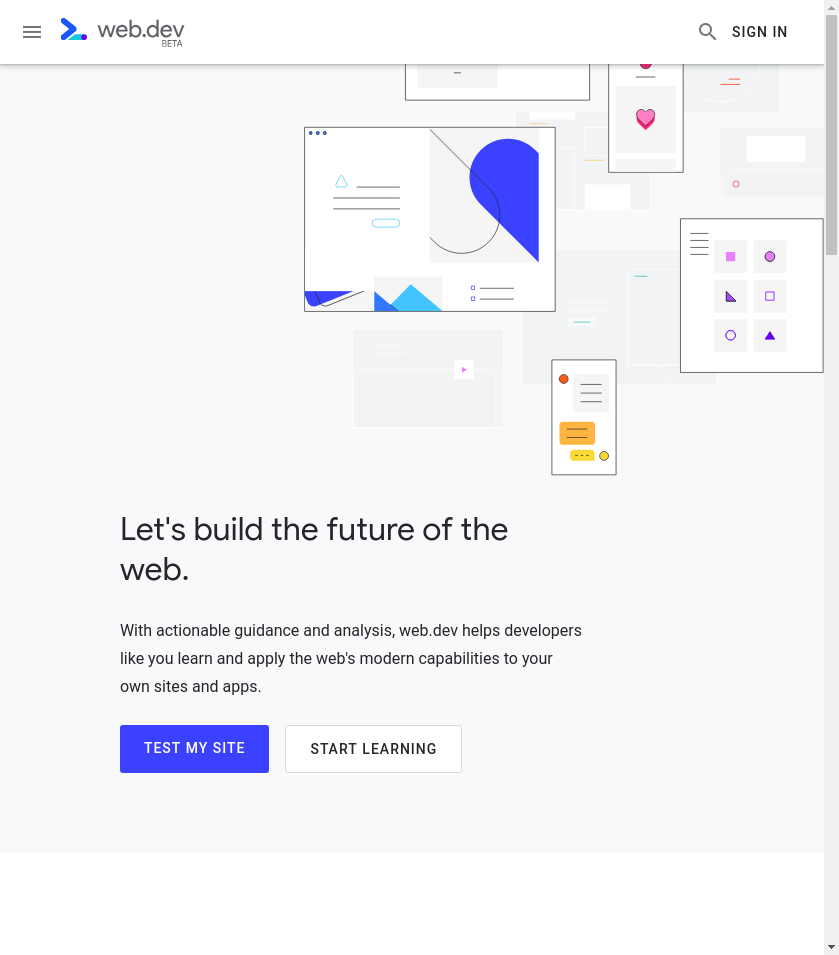 web.dev
BETA
SIGN IN
Let's build the future of the
web.
With actionable guidance and analysis, web.dev helps developers
like you learn and apply the web's modern capabilities to your
own sites and apps.
TEST MY SITE
START LEARNING